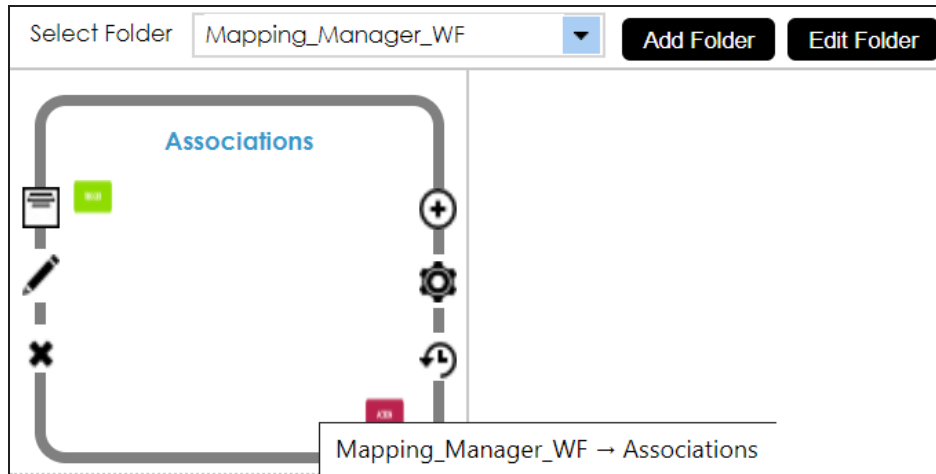 Select Folder
Mapping_Manager_WF
Add Folder
Edit Folder
Associations
Mapping_Manager_WF → Associations